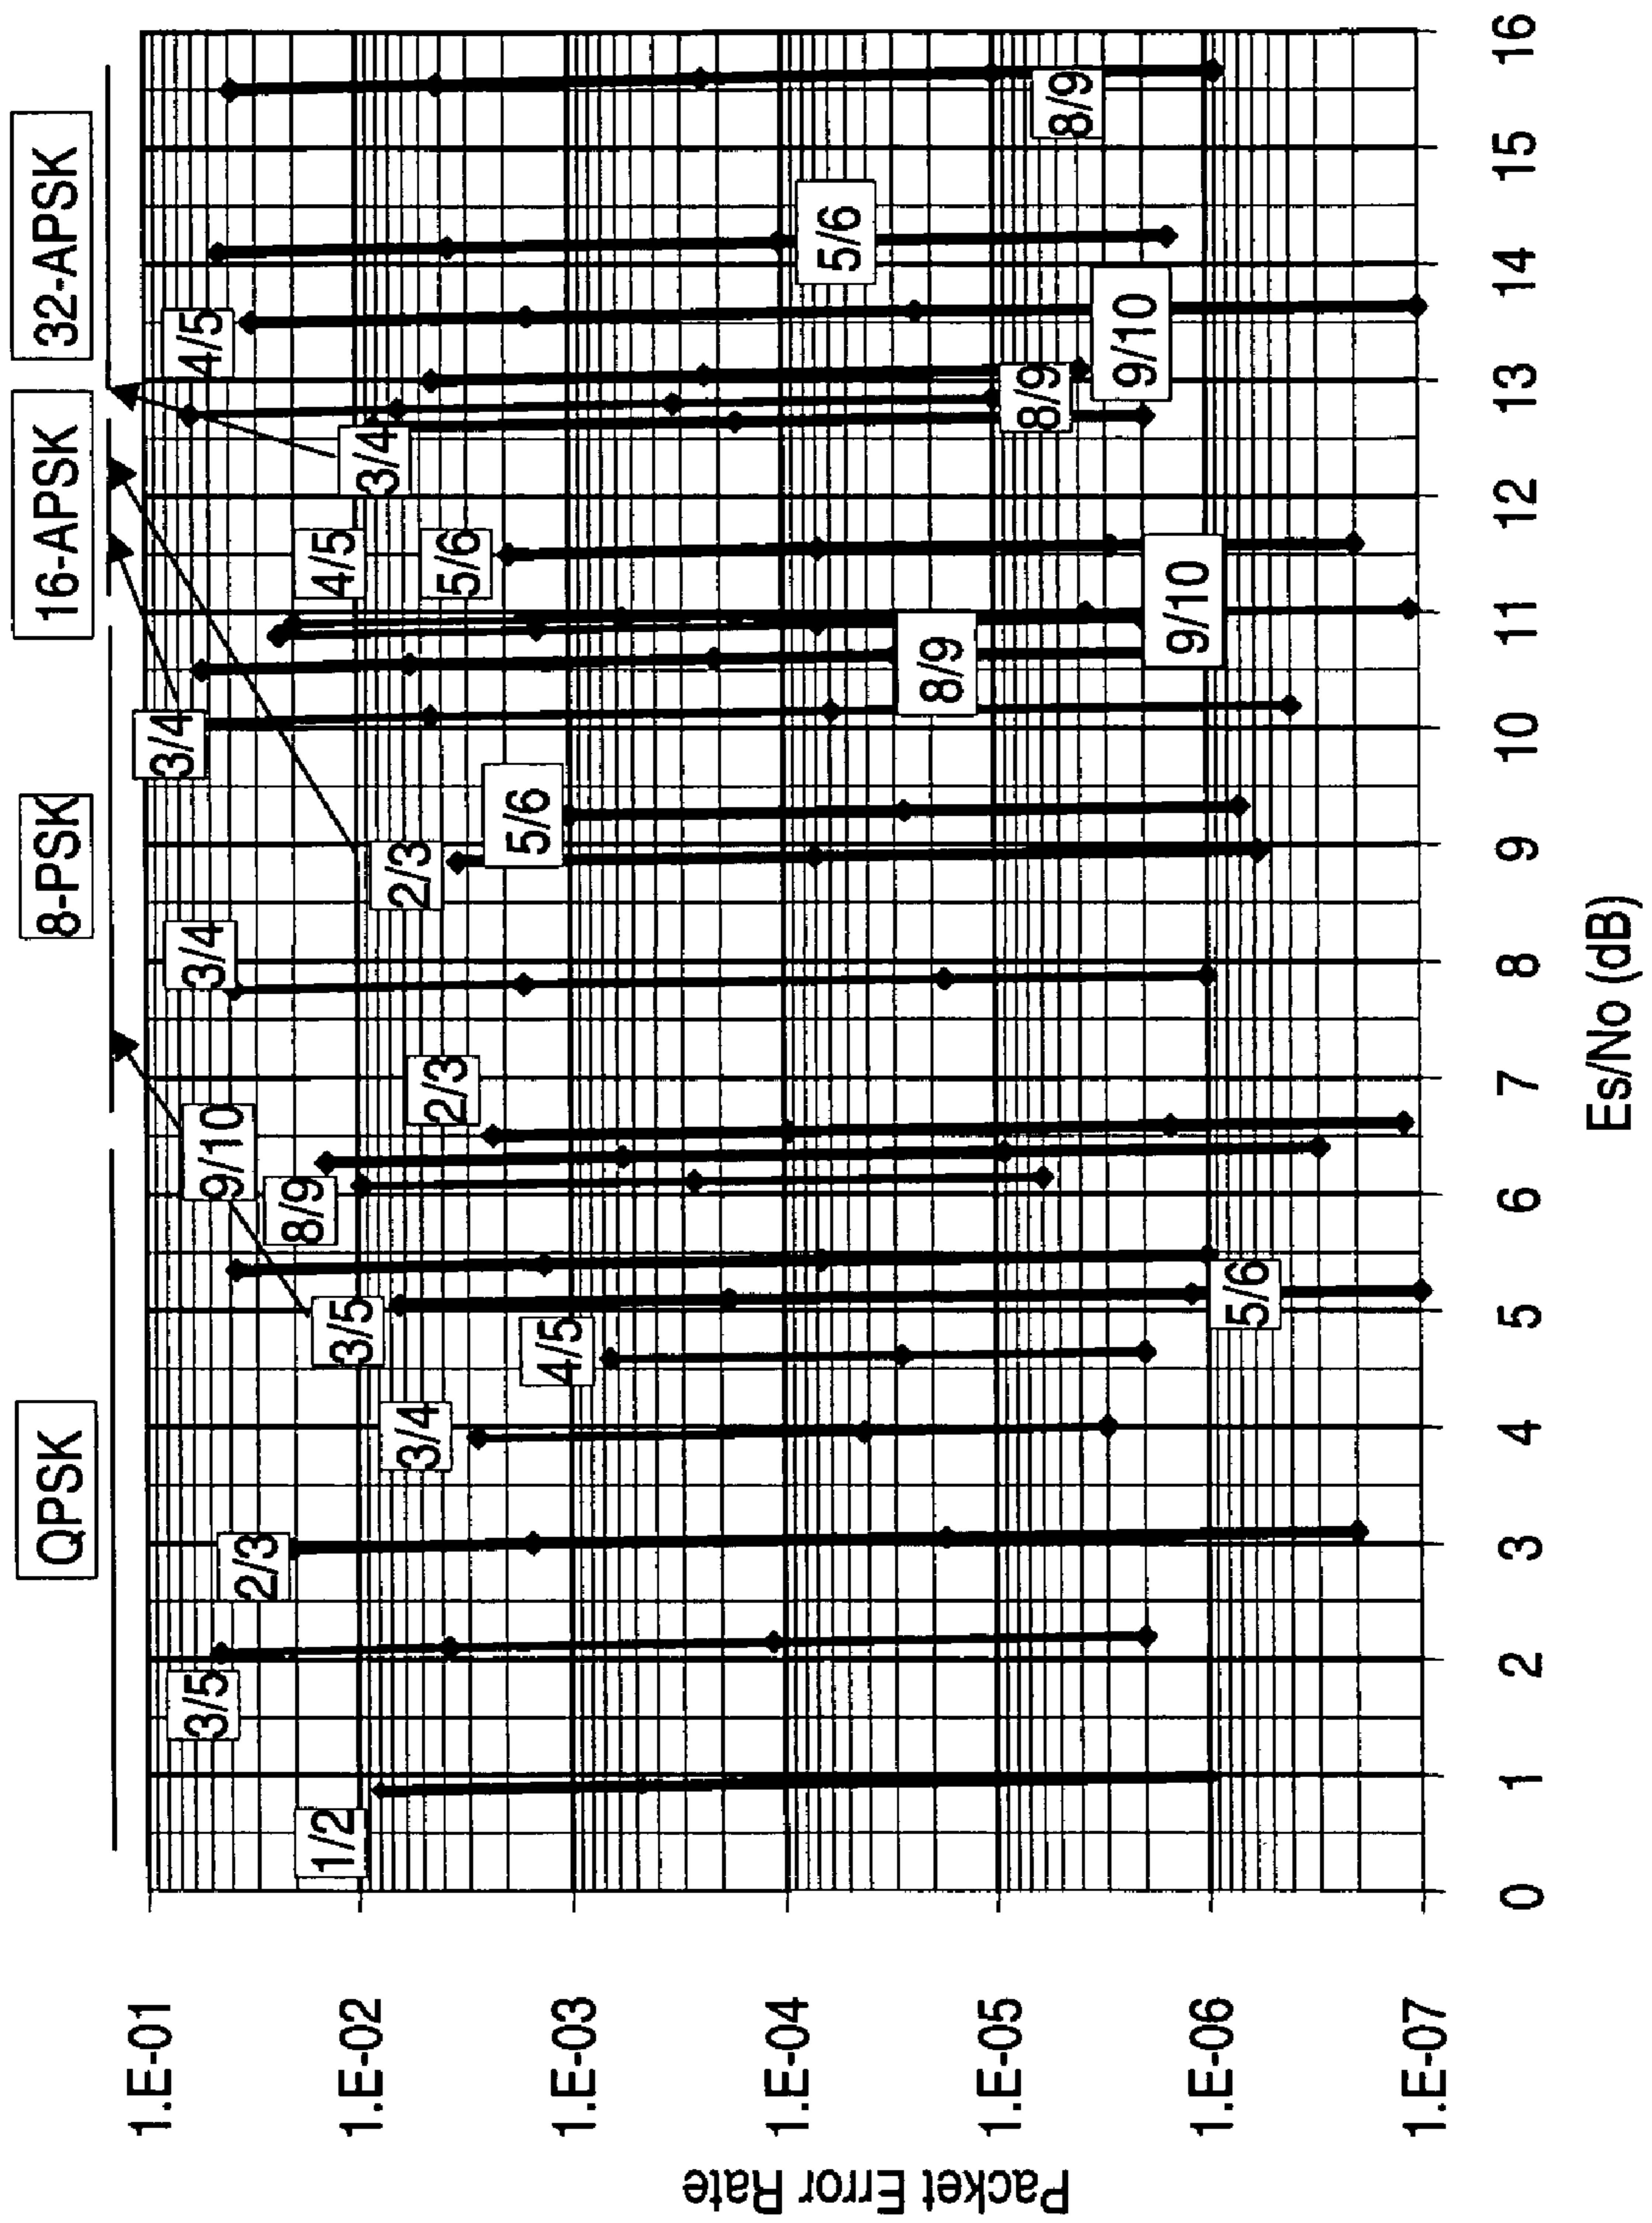 QPSK
8-PSK
16-APSK
32-APSK
1/2
3/5
2/3
3/4
4/5
3/5
5/6
8/9
9/10
2/3
3/4
2/3
5/6
3/4
8/9
9/10
4/5
5/6
3/4
8/9
9/10
4/5
5/6
8/9
1.E-01
1.E-02
1.E-03
1.E-04
1.E-05
1.E-06
1.E-07
Packet Error Rate
0 1 2 3 4 5 6 7 8 9 10 11 12 13 14 15 16
Es/No (dB)